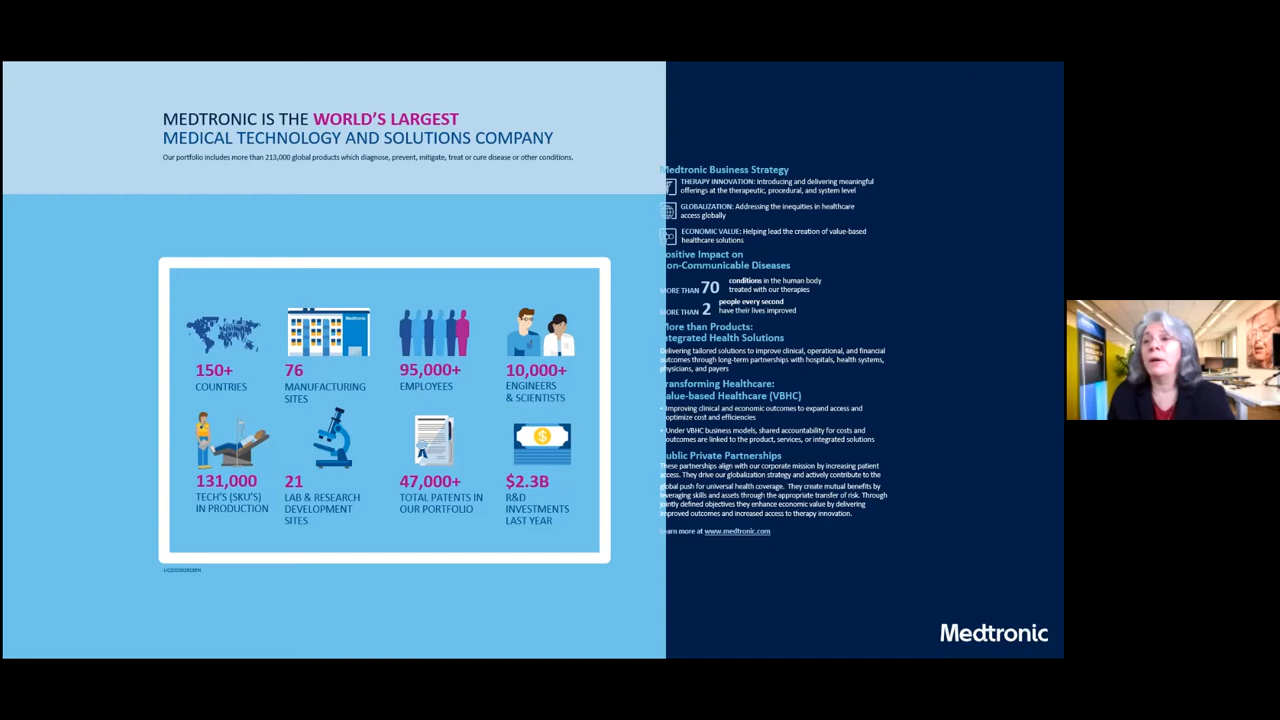 MEDTRONIC IS THE WORLD'S LARGEST
MEDICAL TECHNOLOGY AND SOLUTIONS COMPANY
Our portfolio includes more than 213,000 global products which diagnose, prevent, mitigate, treat or cure disease or other conditions.
Medtronic
150+
COUNTRIES
76
MANUFACTURING
SITES
95,000+
EMPLOYEES
10,000+
ENGINEERS
& SCIENTISTS
131,000
TECH'S (SKU'S)
IN PRODUCTION
21
LAB & RESEARCH
DEVELOPMENT
SITES
47,000+
TOTAL PATENTS IN
OUR PORTFOLIO
$2.3B
R&D
INVESTMENTS
LAST YEAR
Medtronic Business Strategy
THERAPY INNOVATION: Introducing and delivering meaningful
offerings at the therapeutic, procedural, and system level
GLOBALIZATION: Addressing the inequities in healthcare
access globally
ECONOMIC VALUE: Helping lead the creation of value-based
healthcare solutions
Positive Impact on
Non-Communicable Diseases
MORE THAN 70 conditions in the human body
treated with our therapies
MORE THAN 2 people every second
have their lives improved
More than Products:
Integrated Health Solutions
Delivering tailored solutions to improve clinical, operational, and financial
outcomes through long-term partnerships with hospitals, health systems,
physicians, and payers
Transforming Healthcare:
Value-based Healthcare (VBHC)
• Improving clinical and economic outcomes to expand access and
optimize cost and efficiencies
• Under VBHC business models, shared accountability for costs and
outcomes are linked to the product, services, or integrated solutions
Public Private Partnerships
These partnerships align with our corporate mission by increasing patient
access. They drive our globalization strategy and actively contribute to the
global push for universal health coverage. They create mutual benefits by
leveraging skills and assets through the appropriate transfer of risk. Through
jointly defined objectives they enhance economic value by delivering
improved outcomes and increased access to therapy innovation.
Learn more at www.medtronic.com
Medtronic